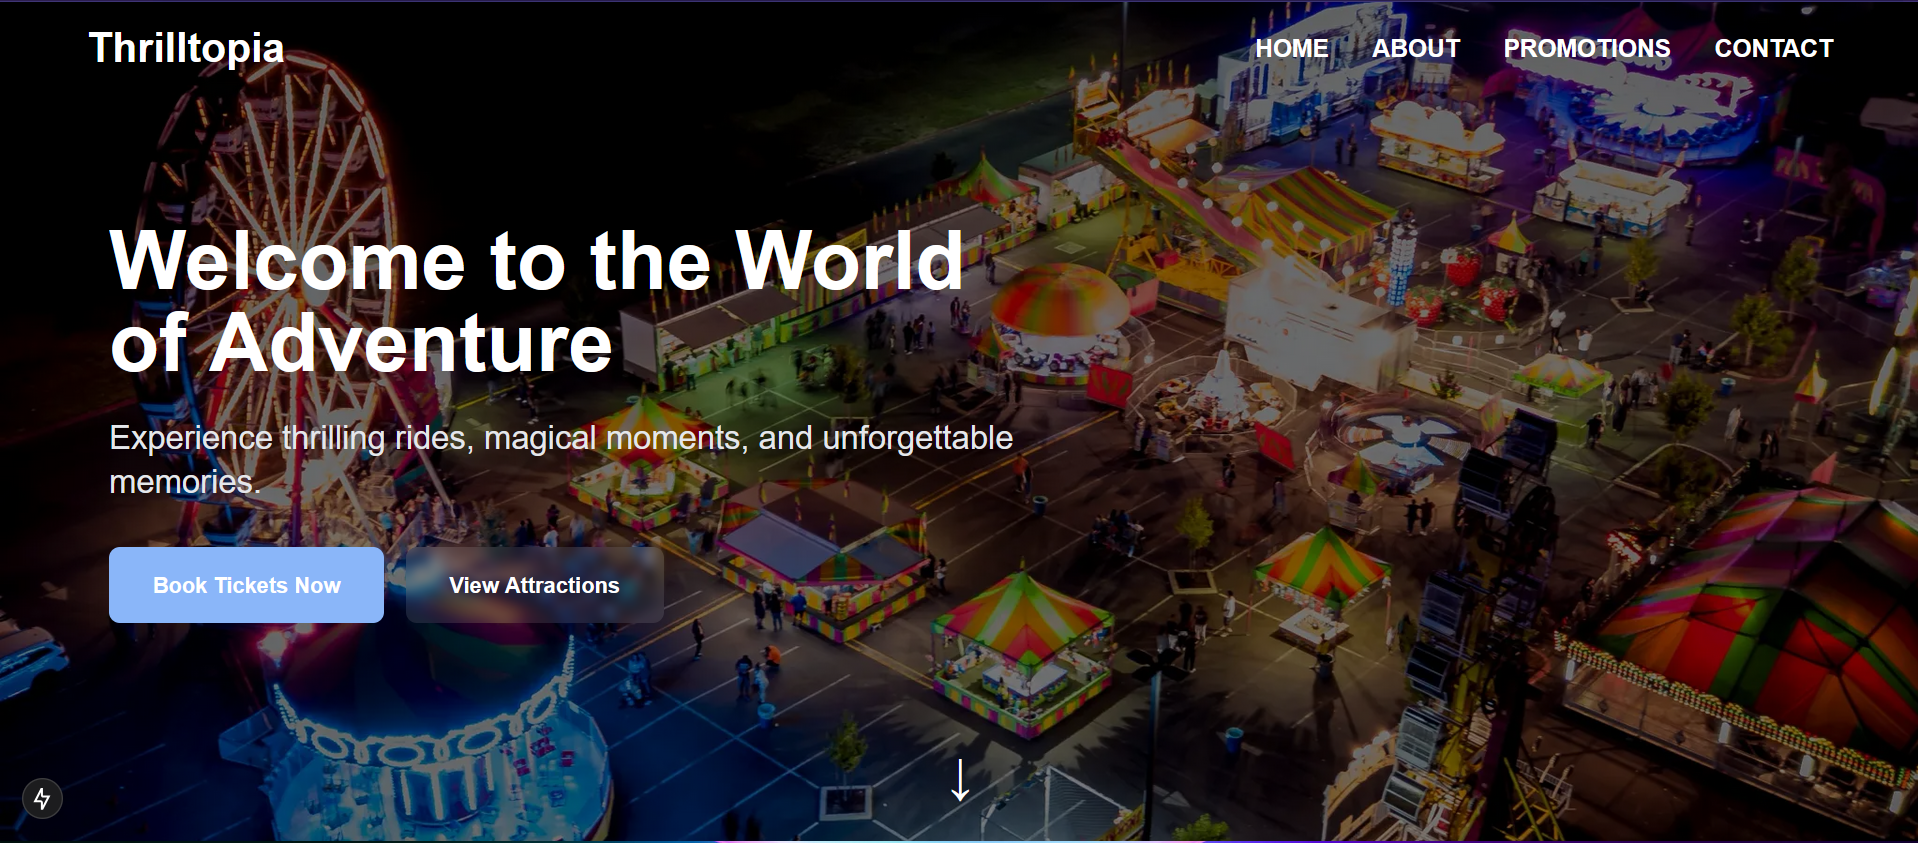 Thrilltopia
HOME ABOUT PROMOTIONS CONTACT
Welcome to the World
of Adventure
Experience thrilling rides, magical moments, and unforgettable
memories.
Book Tickets Now
View Attractions